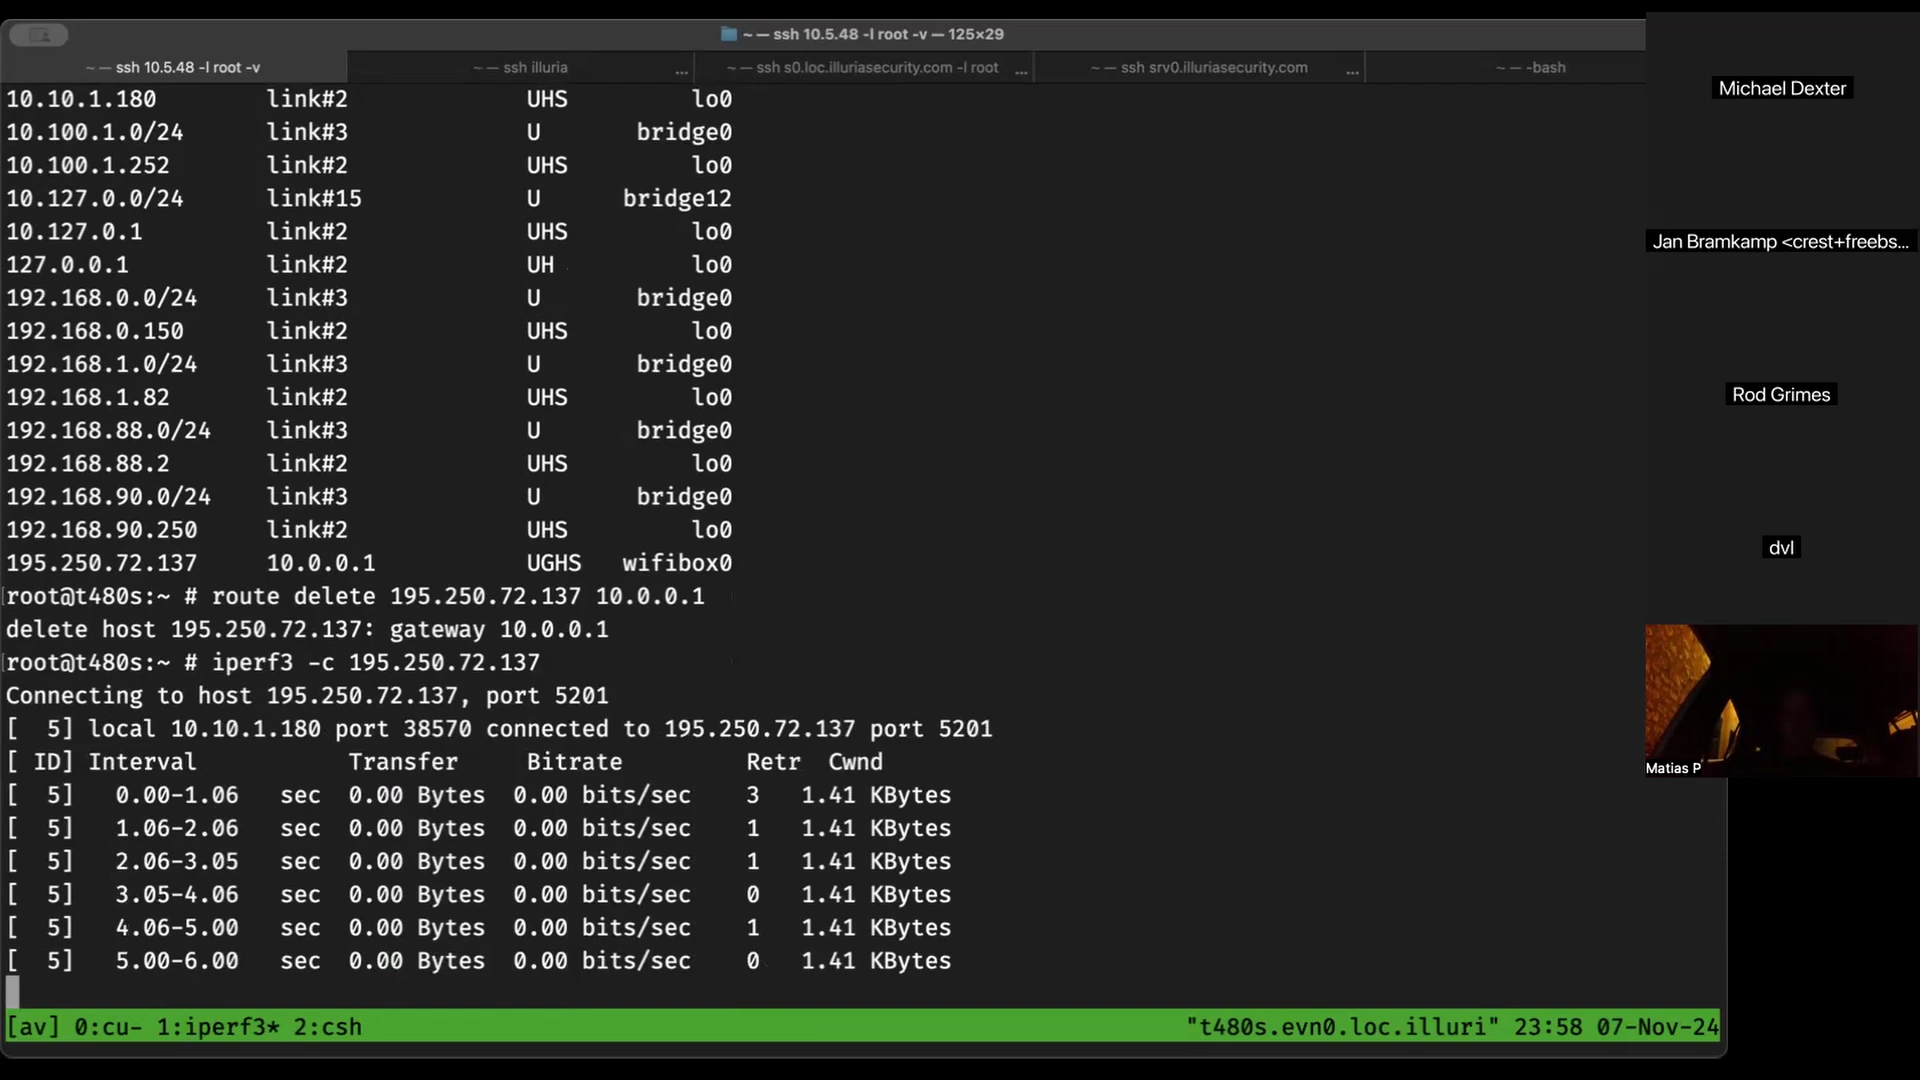 ~ — ssh 10.5.48 -l root -v — 125×29
~ — ssh 10.5.48 -l root -v
~ — ssh illuria ...
~ — ssh s0.loc.illuriasecurity.com -l root ...
~ — ssh srv0.illuriasecurity.com ...
~ — -bash
10.10.1.180 link#2 UHS lo0
10.100.1.0/24 link#3 U bridge0
10.100.1.252 link#2 UHS lo0
10.127.0.0/24 link#15 U bridge12
10.127.0.1 link#2 UHS lo0
127.0.0.1 link#2 UH lo0
192.168.0.0/24 link#3 U bridge0
192.168.0.150 link#2 UHS lo0
192.168.1.0/24 link#3 U bridge0
192.168.1.82 link#2 UHS lo0
192.168.88.0/24 link#3 U bridge0
192.168.88.2 link#2 UHS lo0
192.168.90.0/24 link#3 U bridge0
192.168.90.250 link#2 UHS lo0
195.250.72.137 10.0.0.1 UGHS wifibox0
root@t480s:~ # route delete 195.250.72.137 10.0.0.1
delete host 195.250.72.137: gateway 10.0.0.1
root@t480s:~ # iperf3 -c 195.250.72.137
Connecting to host 195.250.72.137, port 5201
[  5] local 10.10.1.180 port 38570 connected to 195.250.72.137 port 5201
[ ID] Interval Transfer Bitrate Retr Cwnd
[  5] 0.00-1.06 sec 0.00 Bytes 0.00 bits/sec 3 1.41 KBytes
[  5] 1.06-2.06 sec 0.00 Bytes 0.00 bits/sec 1 1.41 KBytes
[  5] 2.06-3.05 sec 0.00 Bytes 0.00 bits/sec 1 1.41 KBytes
[  5] 3.05-4.06 sec 0.00 Bytes 0.00 bits/sec 0 1.41 KBytes
[  5] 4.06-5.00 sec 0.00 Bytes 0.00 bits/sec 1 1.41 KBytes
[  5] 5.00-6.00 sec 0.00 Bytes 0.00 bits/sec 0 1.41 KBytes
[av] 0:cu- 1:iperf3* 2:csh "t480s.evn0.loc.illuri" 23:58 07-Nov-24
Michael Dexter
Jan Bramkamp <crest+freebs...
Rod Grimes
dvl
Matias P